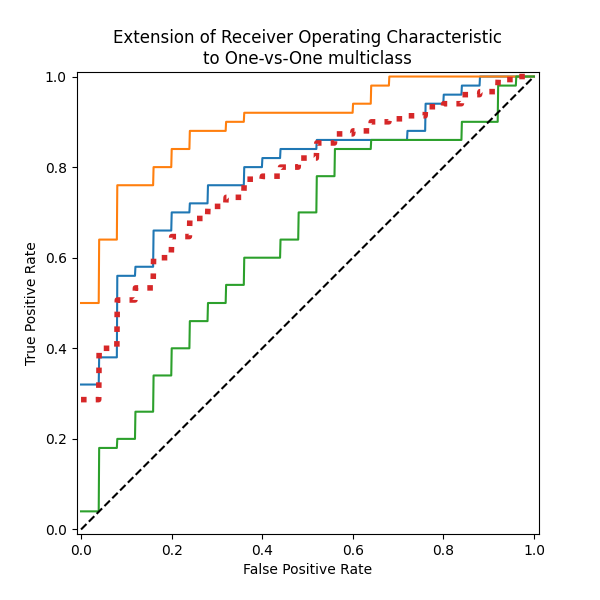 Extension of Receiver Operating Characteristic
to One-vs-One multiclass
1.0
0.8
0.6
0.4
0.2
0.0
True Positive Rate
0.0 0.2 0.4 0.6 0.8 1.0
False Positive Rate